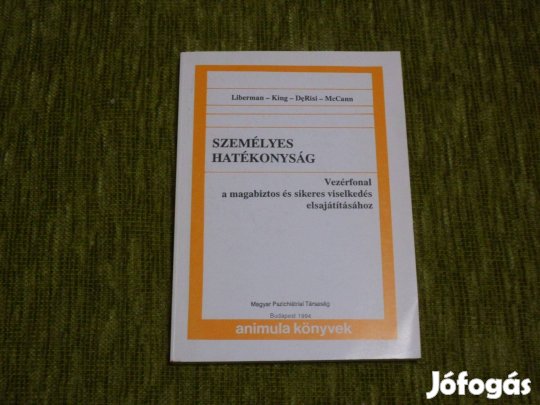 Liberman – King – DeRisi – McCann
SZEMÉLYES
HATÉKONYSÁG
Vezérfonal
a magabiztos és sikeres viselkedés
elsajátításához
Magyar Pszichiátriai Társaság
Budapest 1994
animula könyvek
Jófogás